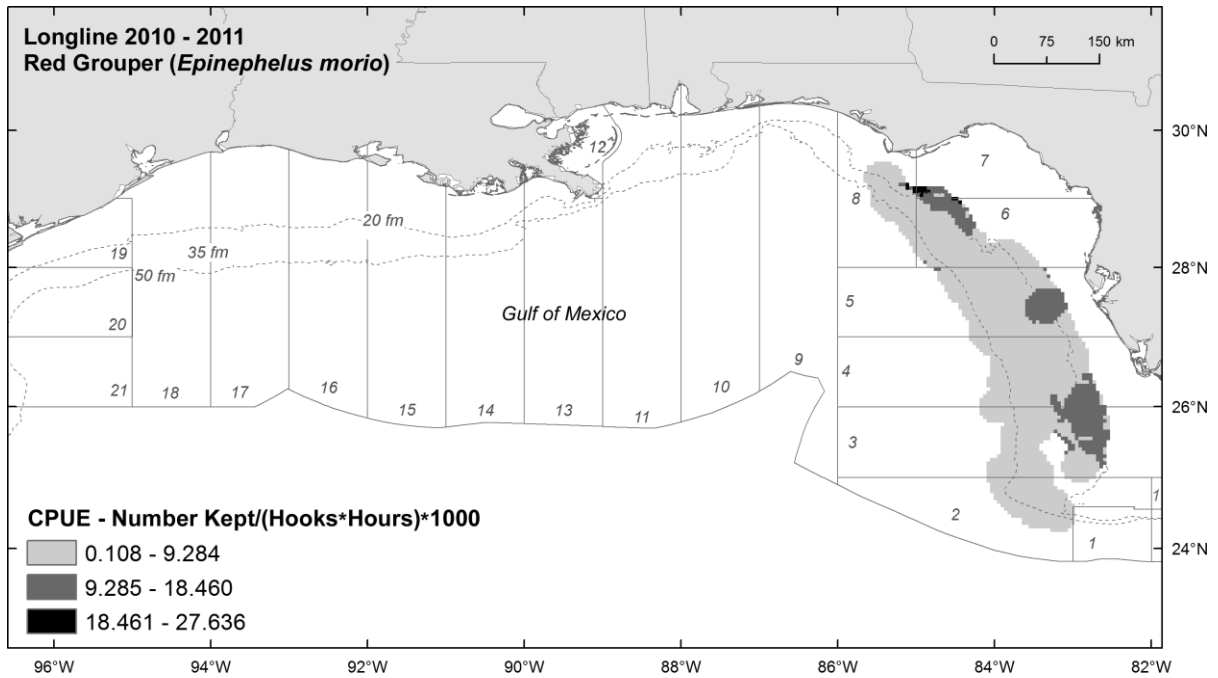 Longline 2010 - 2011
Red Grouper (Epinephelus morio)
0 75 150 km
30°N
12
7
8
6
20 fm
19
35 fm
28°N
50 fm
5
Gulf of Mexico
20
9
4
21
18
17
16
10
15
14
13
11
26°N
3
CPUE - Number Kept/(Hooks*Hours)*1000
2
1
0.108 - 9.284
1
24°N
9.285 - 18.460
18.461 - 27.636
96°W 94°W 92°W 90°W 88°W 86°W 84°W 82°W